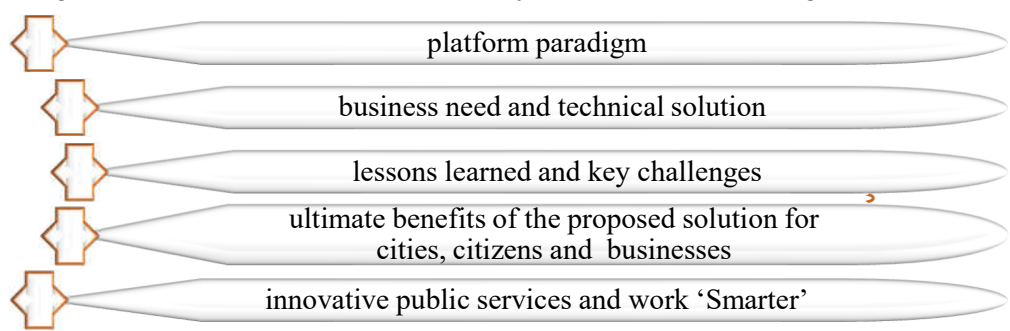 platform paradigm
business need and technical solution
lessons learned and key challenges
ultimate benefits of the proposed solution for
cities, citizens and businesses
innovative public services and work ‘Smarter’